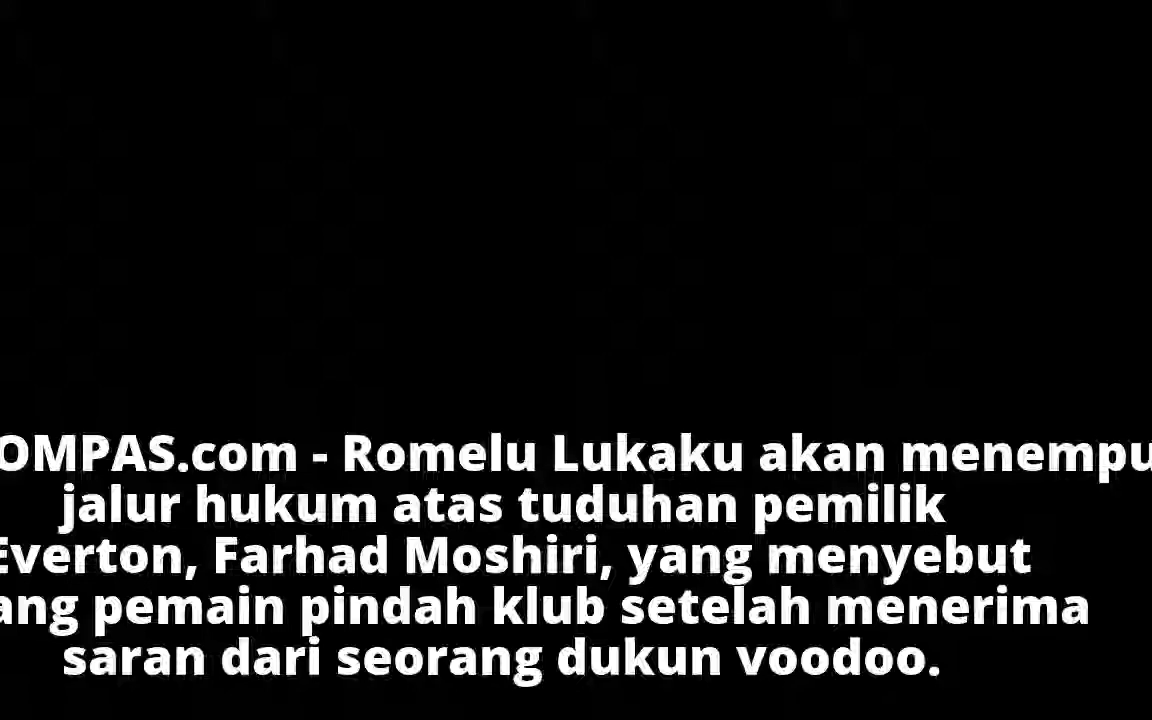 OMPAS.com - Romelu Lukaku akan menempu
jalur hukum atas tuduhan pemilik
Everton, Farhad Moshiri, yang menyebut
ang pemain pindah klub setelah menerima
saran dari seorang dukun voodoo.